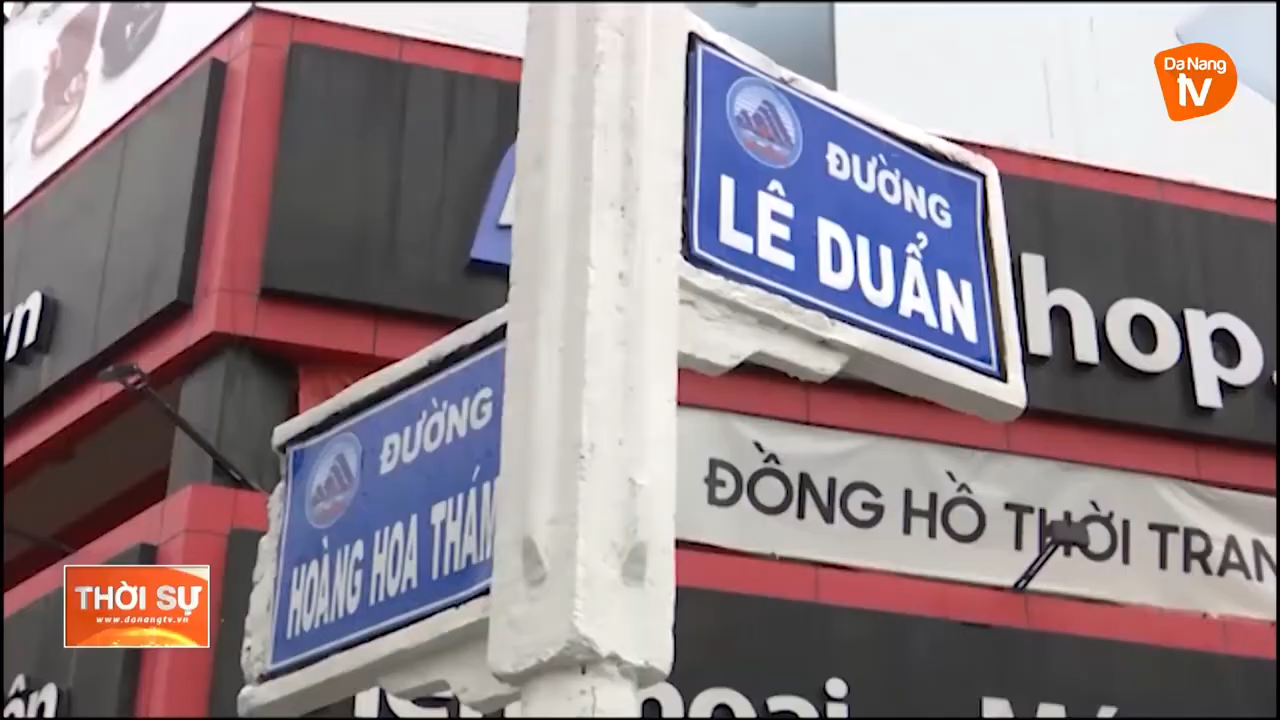 Da Nang
tv
ĐƯỜNG
LÊ DUẨN
hop.
ĐƯỜNG
HOÀNG HOA THÁM
ĐỒNG HỒ THỜI TRAN
THỜI SỰ
www.danangtv.vn